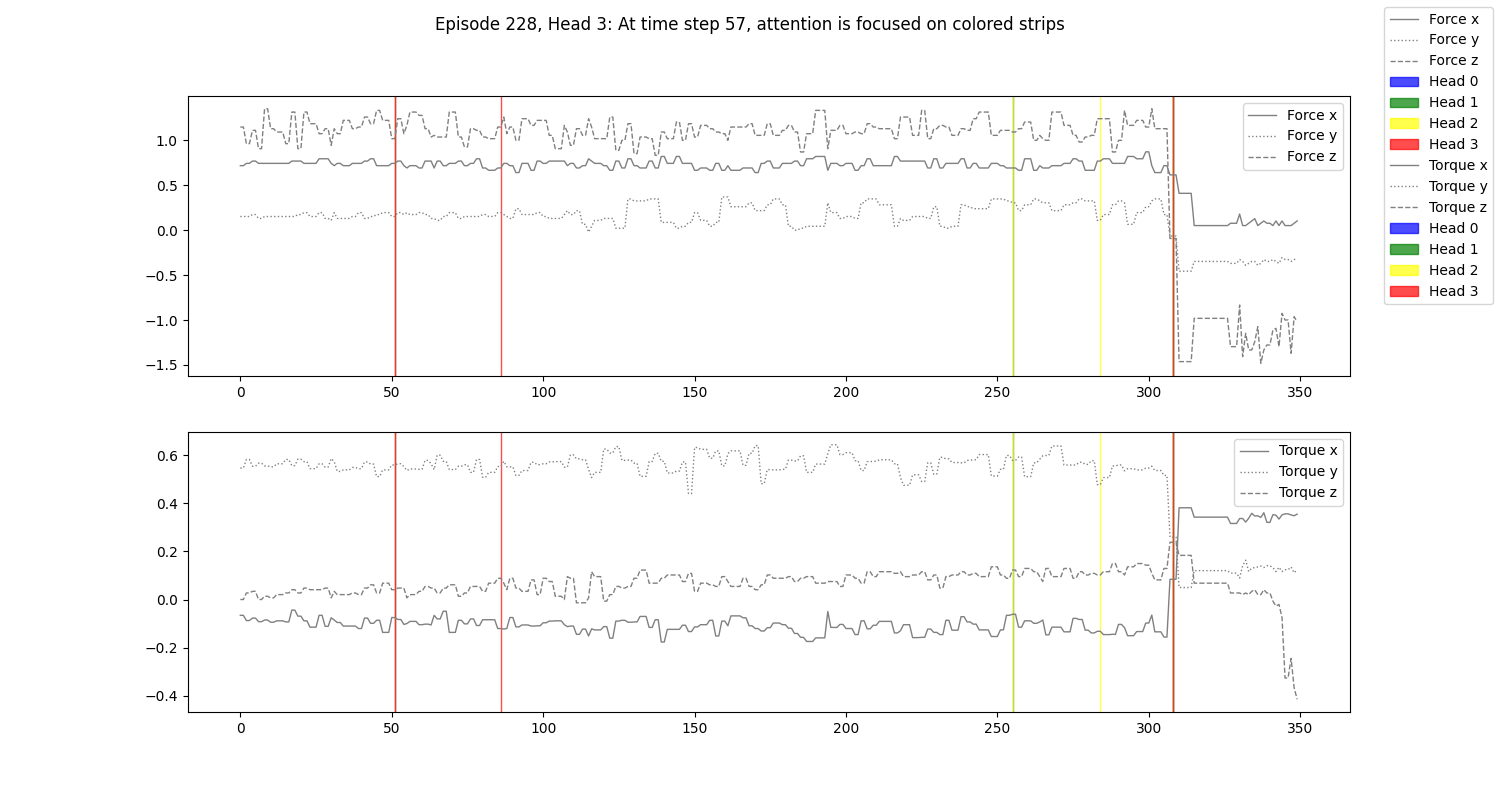 Episode 228, Head 3: At time step 57, attention is focused on colored strips
Force x
Force y
Force z
Head 0
Head 1
Head 2
Head 3
Torque x
Torque y
Torque z
Head 0
Head 1
Head 2
Head 3
Force x
Force y
Force z
1.0
0.5
0.0
−0.5
−1.0
−1.5
0 50 100 150 200 250 300 350
Torque x
Torque y
Torque z
0.6
0.4
0.2
0.0
−0.2
−0.4
0 50 100 150 200 250 300 350